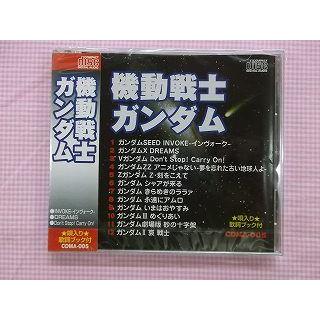 機動戦士
ガンダム
●INVOKE-インヴォーク-
●DREAMS
●Don't Stop! Carry On!
★唄入り★
歌詞ブック付
CDMA-005
機動戦士
ガンダム
1 ガンダムSEED INVOKE-インヴォーク-
2 ガンダムX DREAMS
3 Vガンダム Don't Stop! Carry On!
4 ガンダムZZ アニメじゃない-夢を忘れた古い地球人よ-
5 Zガンダム Z・刻をこえて
6 ガンダム シャアが来る
7 ガンダム きらめきのララァ
8 ガンダム 永遠にアムロ
9 ガンダム いまはおやすみ
10 ガンダムⅢ めぐりあい
11 ガンダム劇場版 砂の十字架
12 ガンダムⅡ 哀 戦士
★唄入り★
歌詞ブック付
CDMA-005